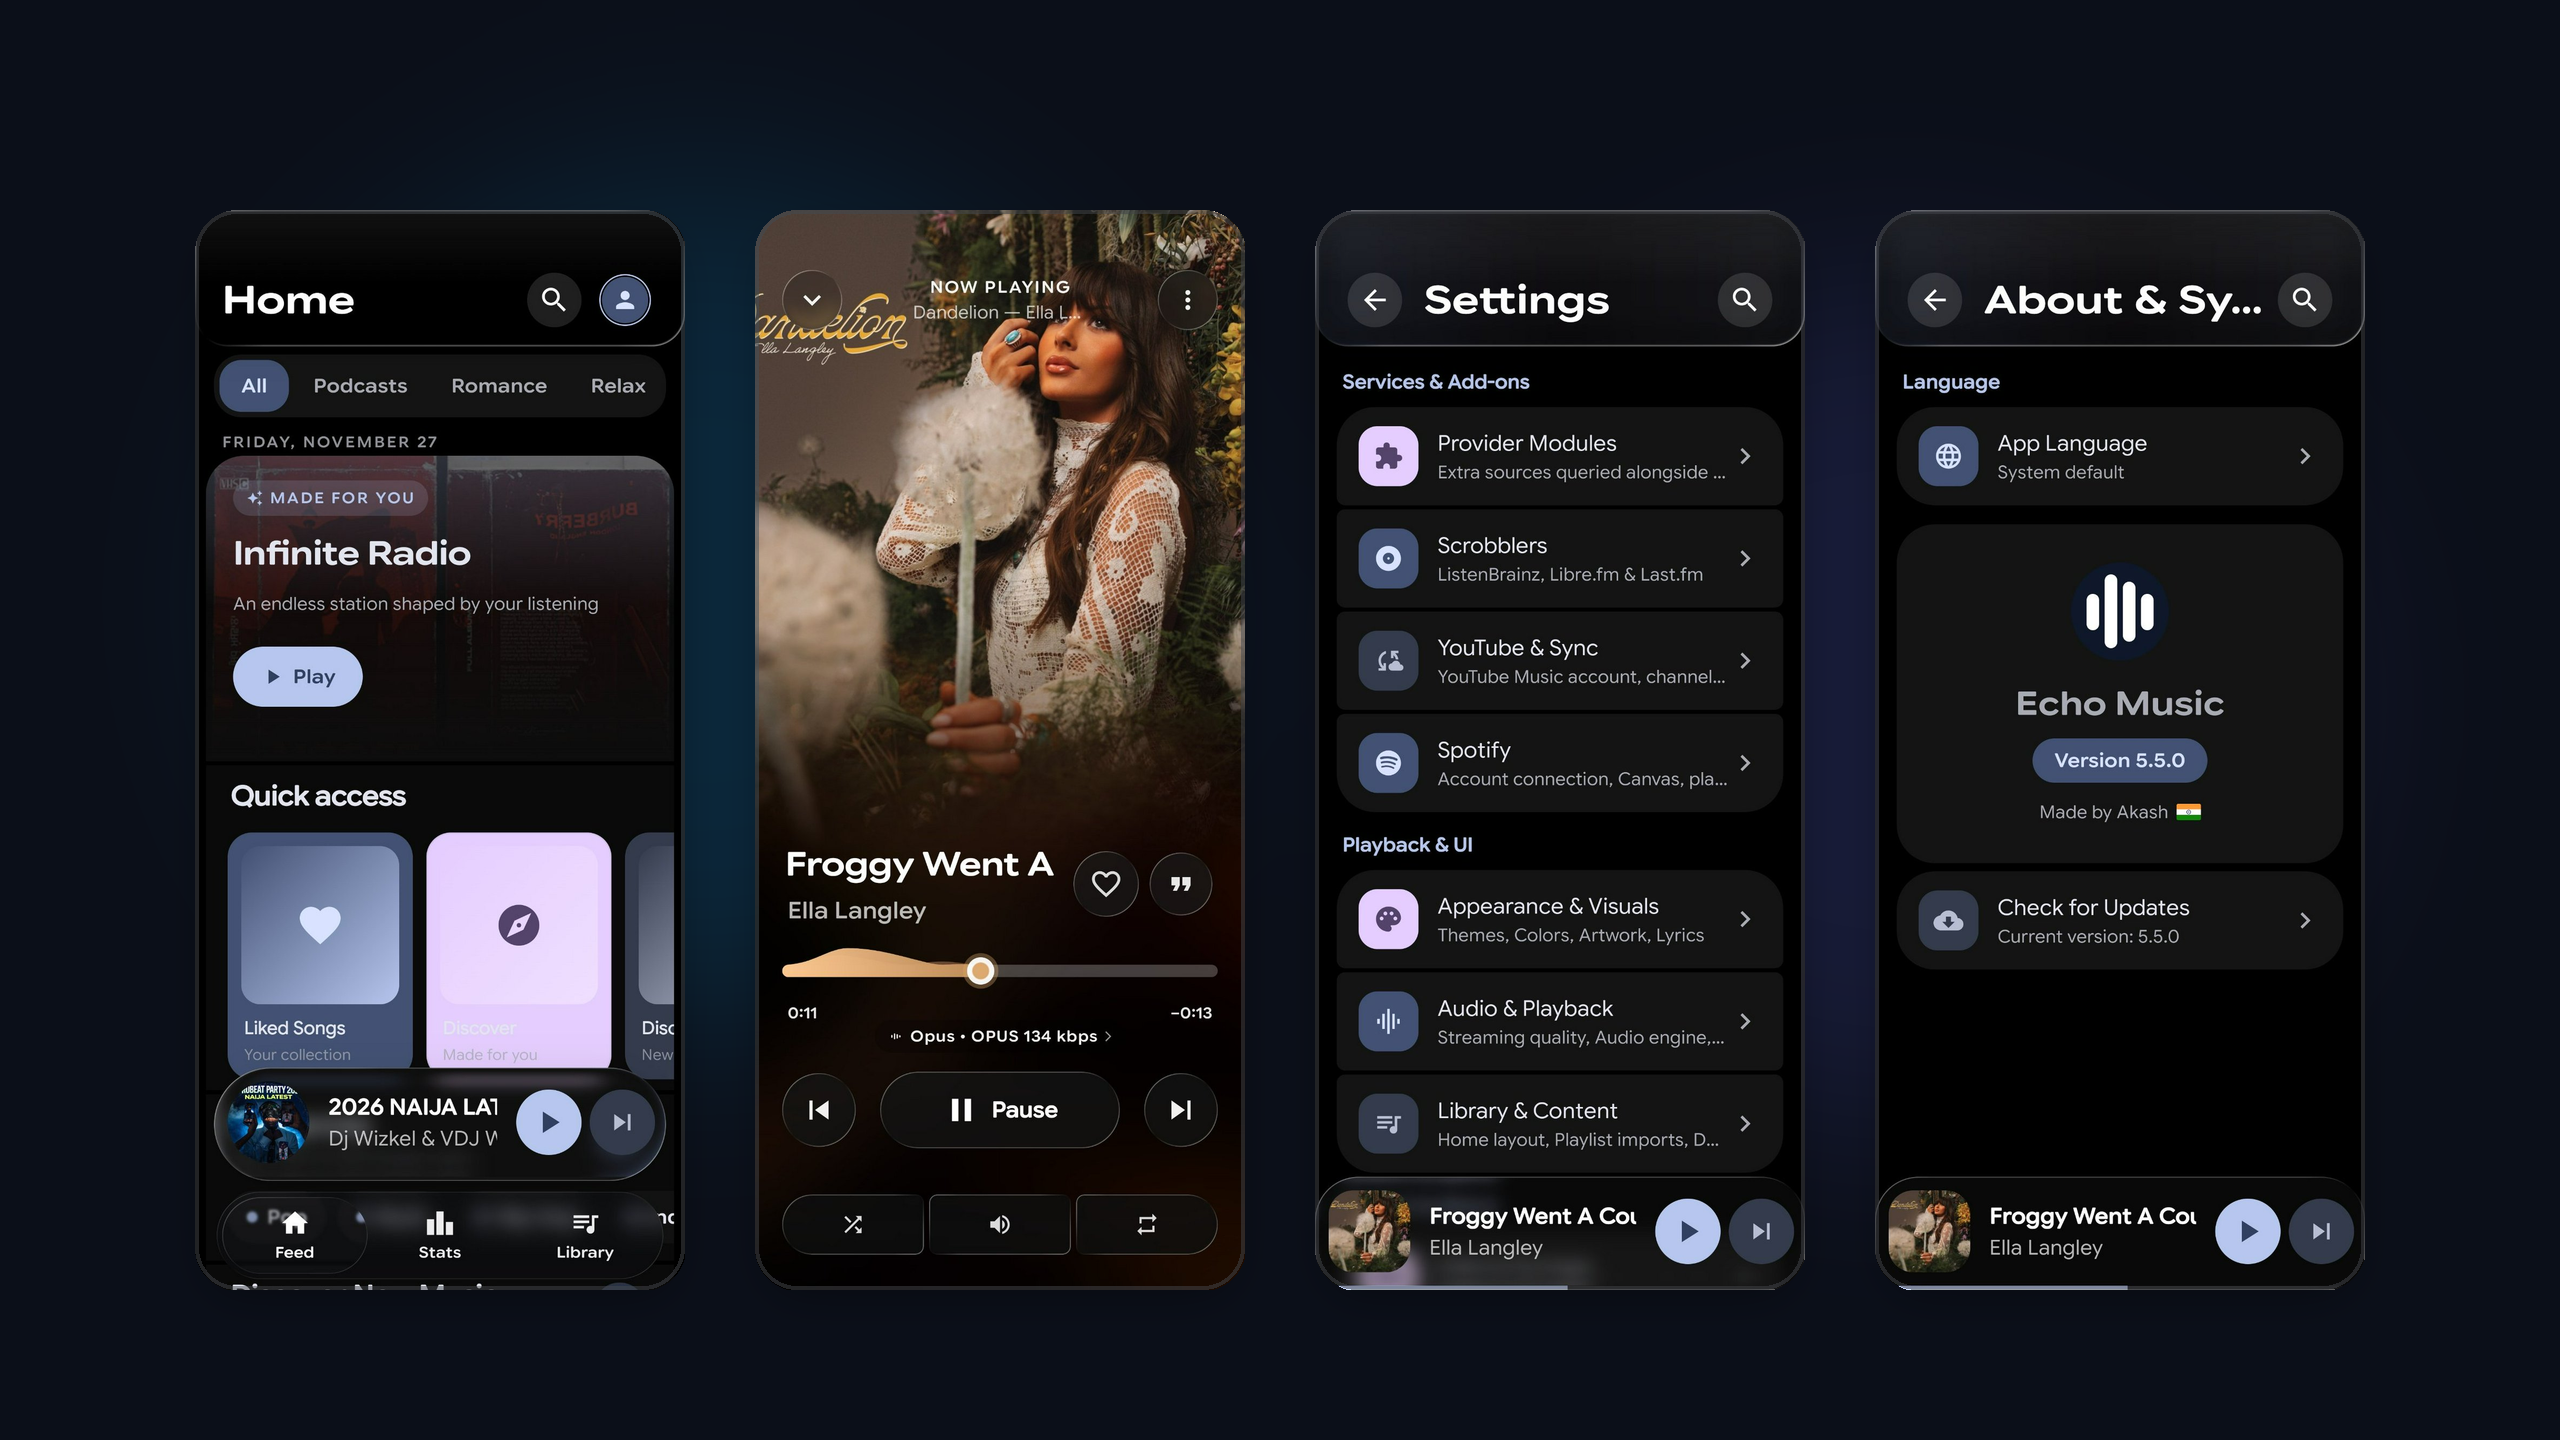 Home
All
Podcasts
Romance
Relax
FRIDAY, NOVEMBER 27
MADE FOR YOU
Infinite Radio
An endless station shaped by your listening
Play
Quick access
Liked Songs
Your collection
Discover
Made for you
Disc
New
2026 NAIJA LAT
Dj Wizkel & VDJ W
Feed
Stats
Library
NOW PLAYING
Dandelion — Ella L...
Ella Langley
Froggy Went A
Ella Langley
0:11
-0:13
Opus • OPUS 134 kbps
Pause
Settings
Services & Add-ons
Provider Modules
Extra sources queried alongside ...
Scrobblers
ListenBrainz, Libre.fm & Last.fm
YouTube & Sync
YouTube Music account, channel...
Spotify
Account connection, Canvas, pla...
Playback & UI
Appearance & Visuals
Themes, Colors, Artwork, Lyrics
Audio & Playback
Streaming quality, Audio engine,...
Library & Content
Home layout, Playlist imports, D...
Froggy Went A Cou
Ella Langley
About & Sy...
Language
App Language
System default
Echo Music
Version 5.5.0
Made by Akash
Check for Updates
Current version: 5.5.0
Froggy Went A Cou
Ella Langley